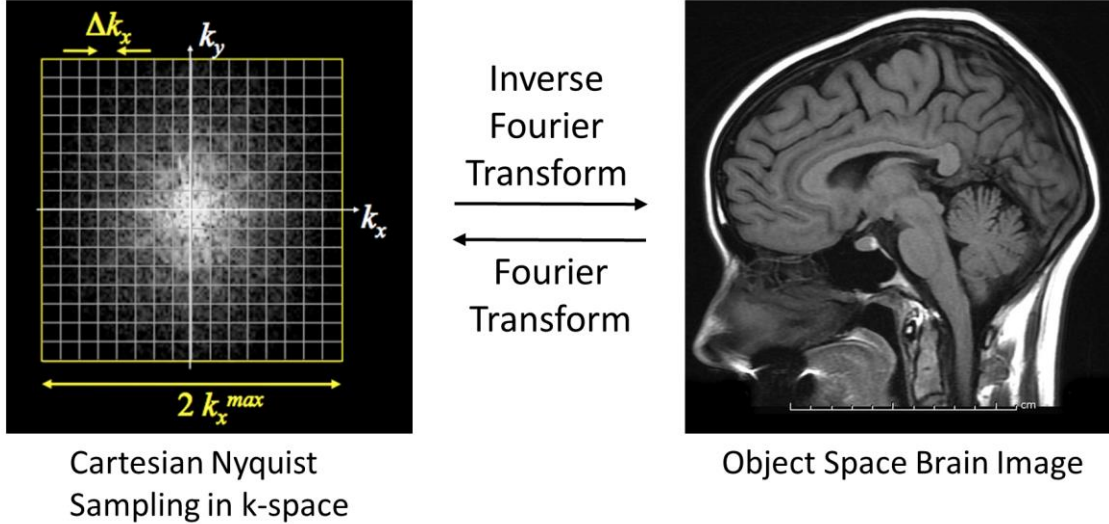 Δkₓ
k_y
kₓ
2 kₓᵐᵃˣ
Cartesian Nyquist
Sampling in k-space
Inverse
Fourier
Transform
Fourier
Transform
cm
Object Space Brain Image